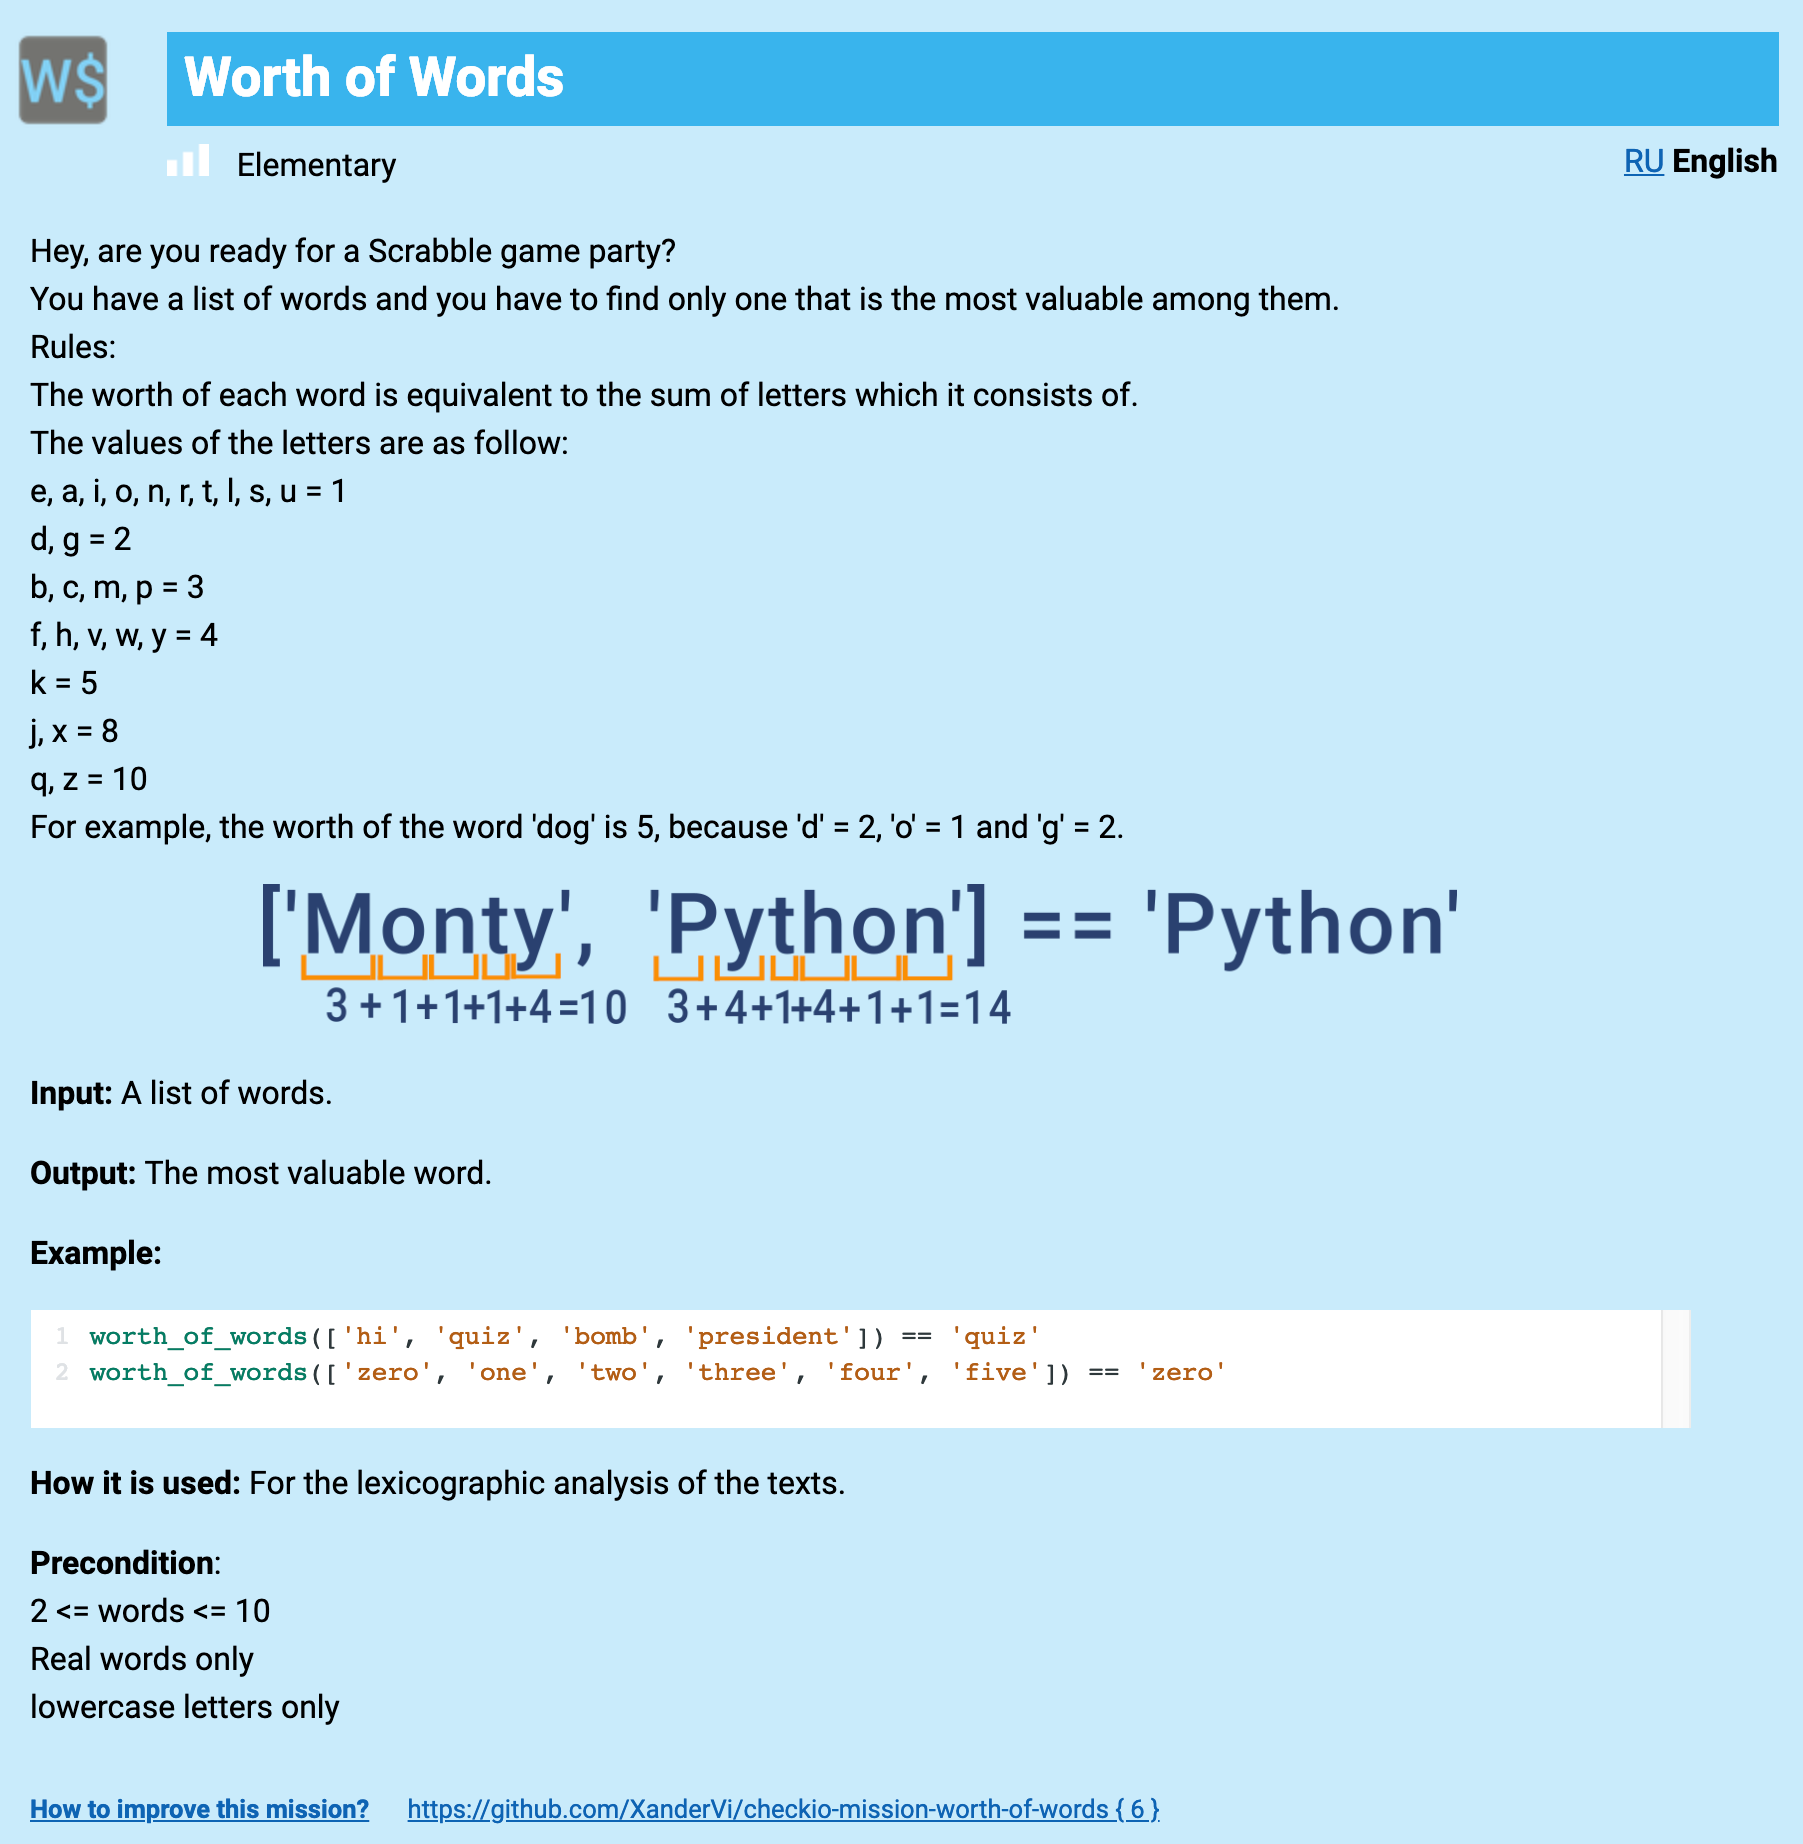 W$
Worth of Words
Elementary
RU English
Hey, are you ready for a Scrabble game party?
You have a list of words and you have to find only one that is the most valuable among them.
Rules:
The worth of each word is equivalent to the sum of letters which it consists of.
The values of the letters are as follow:
e, a, i, o, n, r, t, l, s, u = 1
d, g = 2
b, c, m, p = 3
f, h, v, w, y = 4
k = 5
j, x = 8
q, z = 10
For example, the worth of the word 'dog' is 5, because 'd' = 2, 'o' = 1 and 'g' = 2.
['Monty', 'Python'] == 'Python'
3+1+1+1+4=10 3+4+1+4+1+1=14
Input: A list of words.
Output: The most valuable word.
Example:
1 worth_of_words(['hi', 'quiz', 'bomb', 'president']) == 'quiz'
2 worth_of_words(['zero', 'one', 'two', 'three', 'four', 'five']) == 'zero'
How it is used: For the lexicographic analysis of the texts.
Precondition:
2 <= words <= 10
Real words only
lowercase letters only
How to improve this mission? https://github.com/XanderVi/checkio-mission-worth-of-words { 6 }